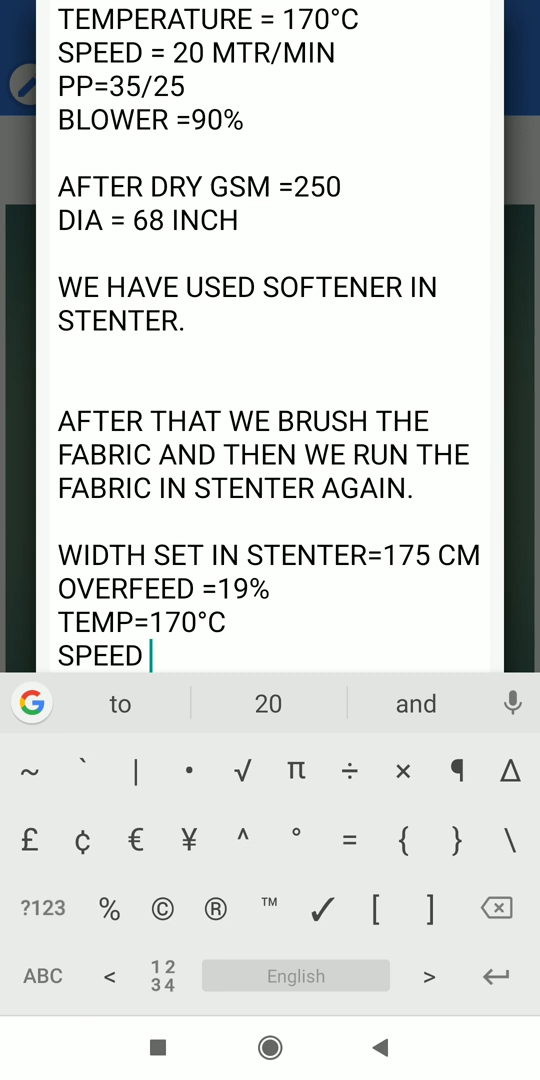 TEMPERATURE = 170°C
SPEED = 20 MTR/MIN
PP=35/25
BLOWER =90%
AFTER DRY GSM =250
DIA = 68 INCH
WE HAVE USED SOFTENER IN
STENTER.
AFTER THAT WE BRUSH THE
FABRIC AND THEN WE RUN THE
FABRIC IN STENTER AGAIN.
WIDTH SET IN STENTER=175 CM
OVERFEED =19%
TEMP=170°C
SPEED
G to 20 and
~ ` | • √ π ÷ × ¶ Δ
£ ¢ € ¥ ^ ° = { } \
?123 % © ® ™ ✓ [ ]
ABC < 12 34 English >